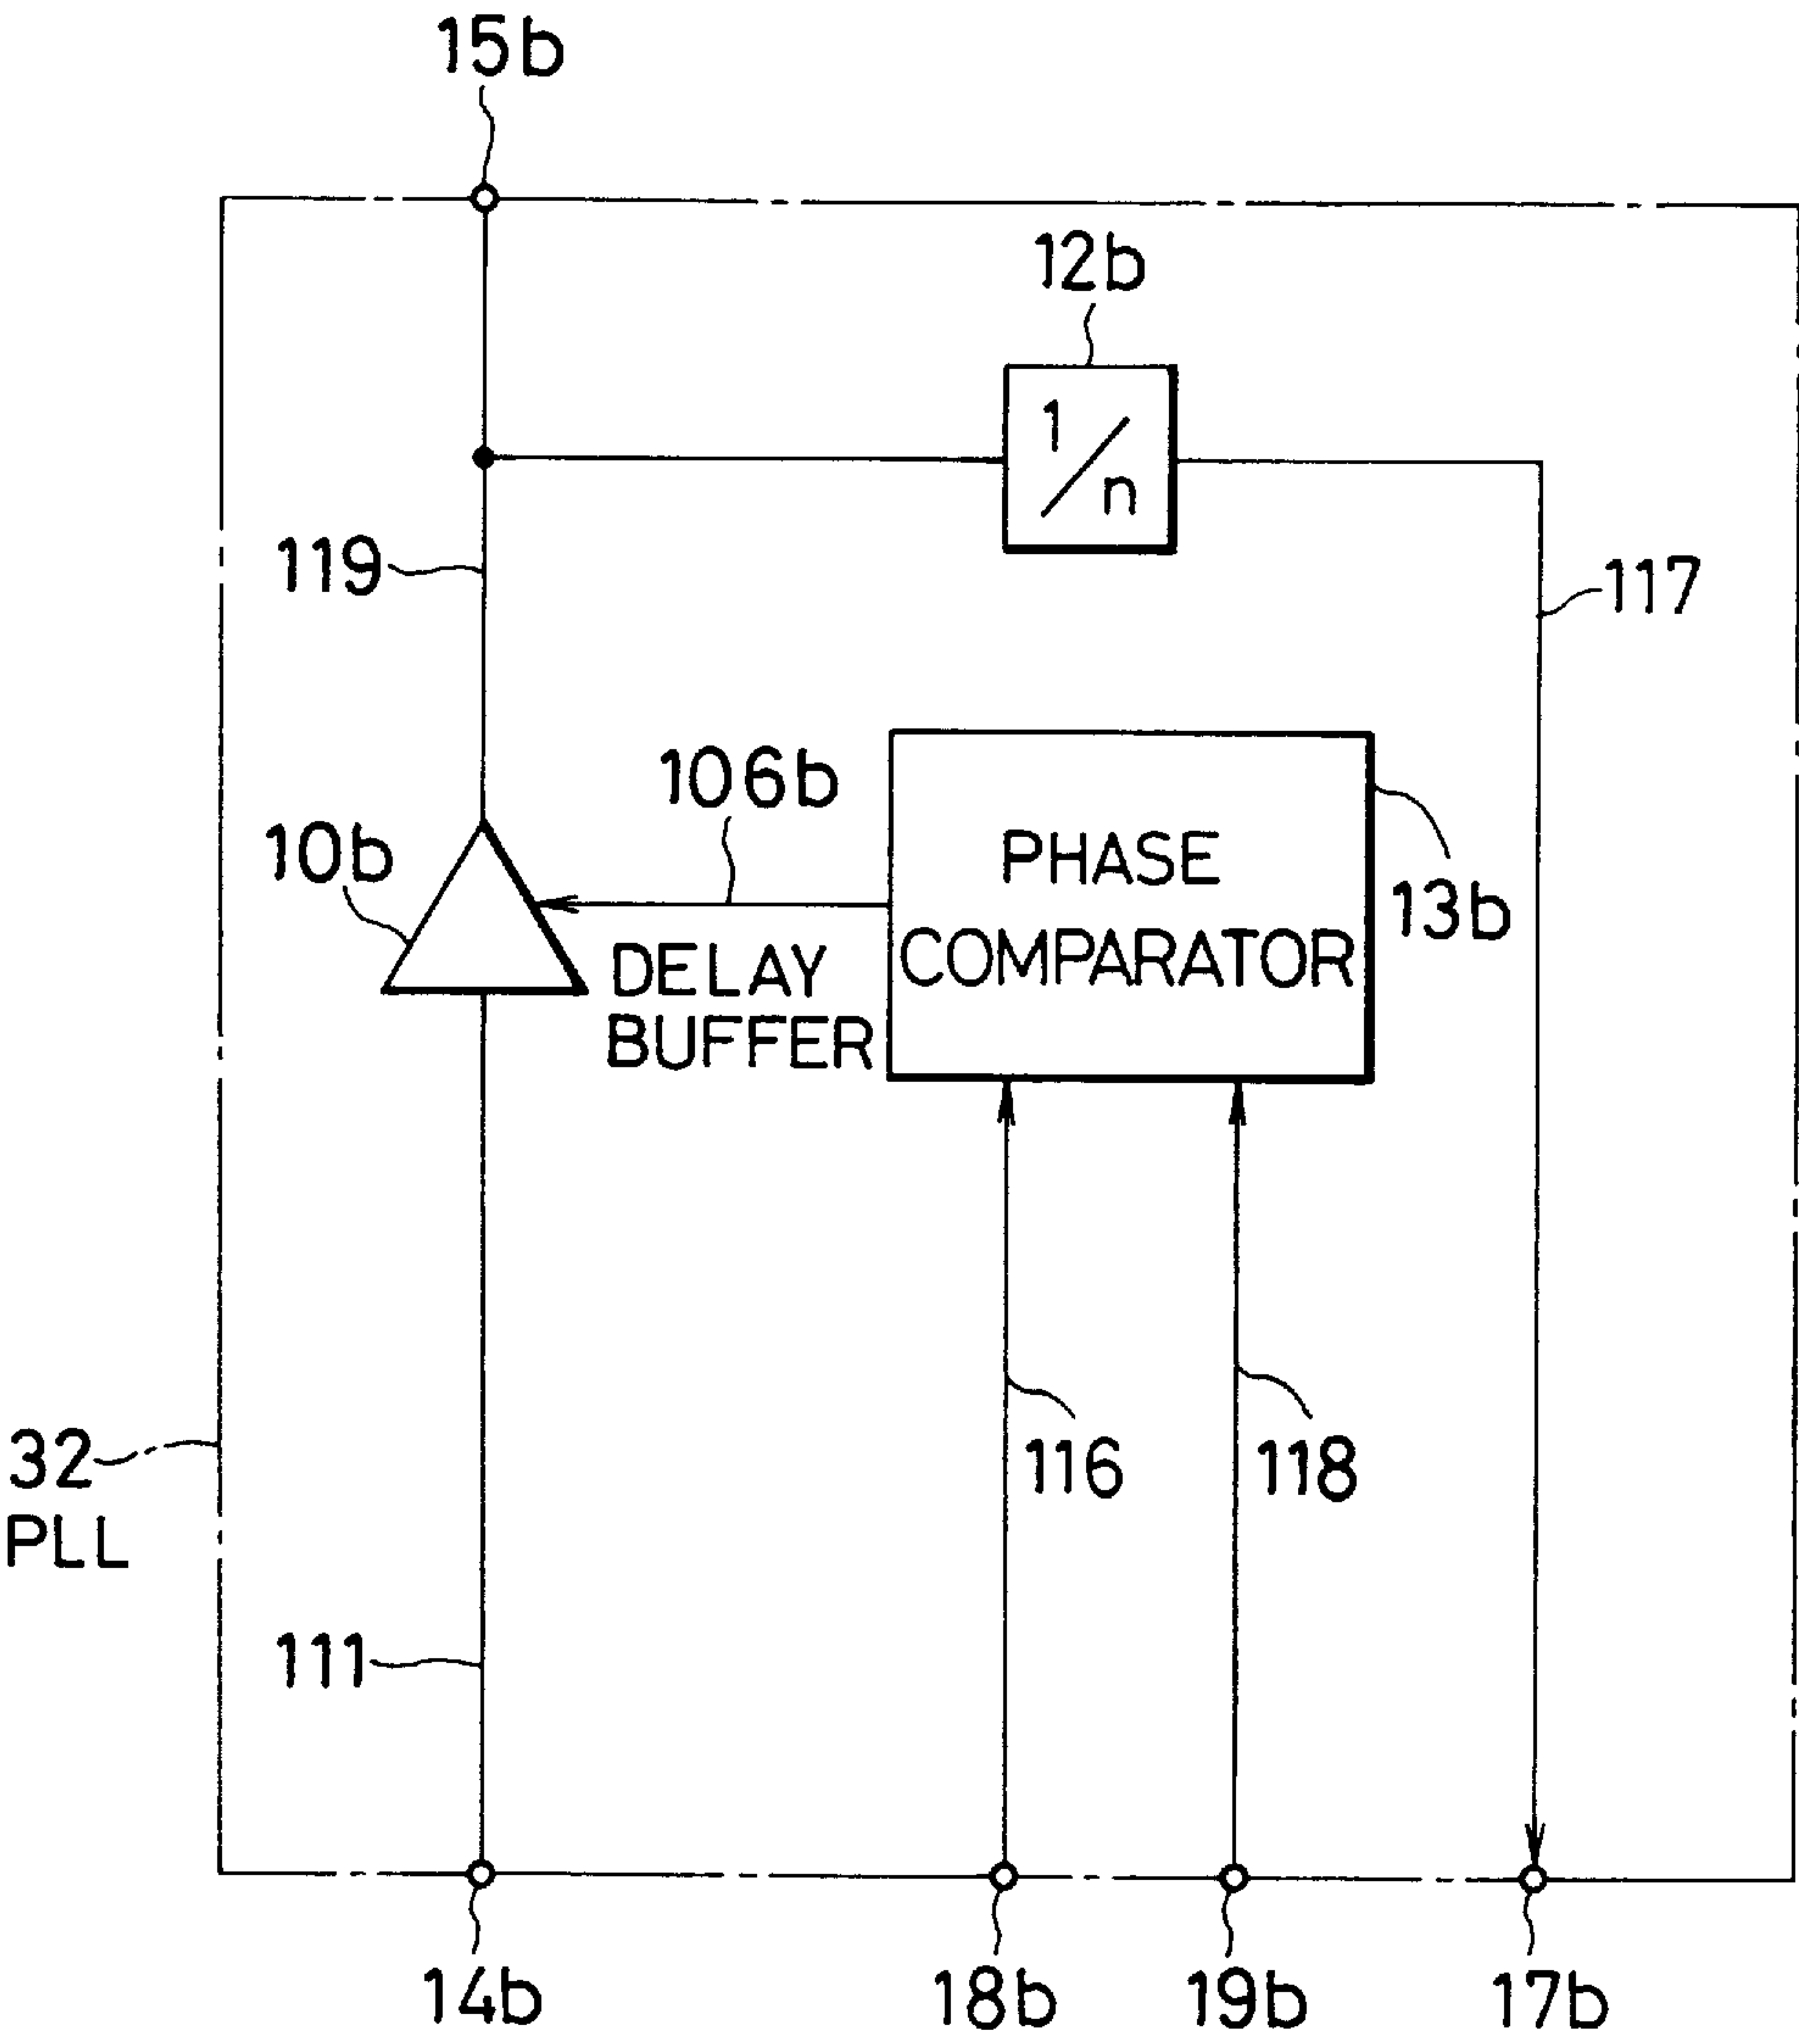 15b
12b
1/n
119
117
106b
10b
PHASE
COMPARATOR
13b
DELAY
BUFFER
116
118
32
PLL
111
14b
18b
19b
17b